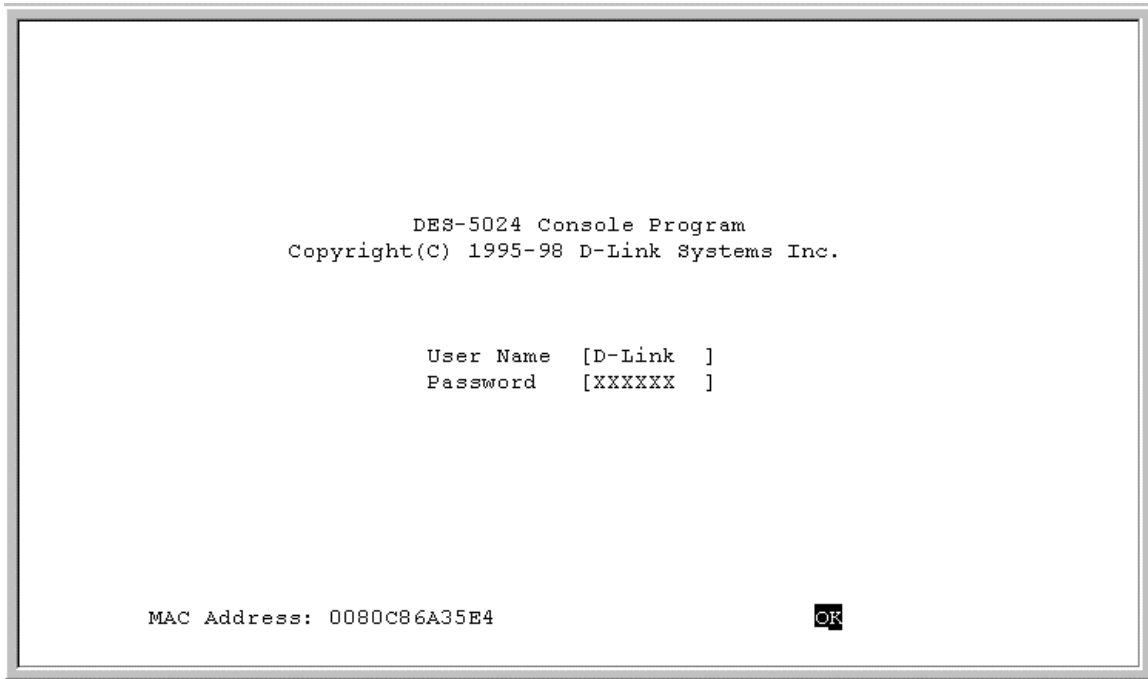 DES-5024 Console Program
Copyright(C) 1995-98 D-Link Systems Inc.
User Name [D-Link ]
Password [XXXXXX ]
MAC Address: 0080C86A35E4 OK